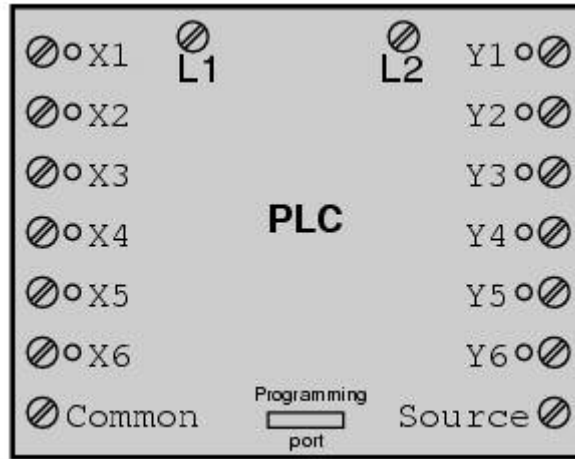 X1 L1 L2 Y1
X2 Y2
X3 Y3
PLC
X4 Y4
X5 Y5
X6 Y6
Programming
Common Source
port